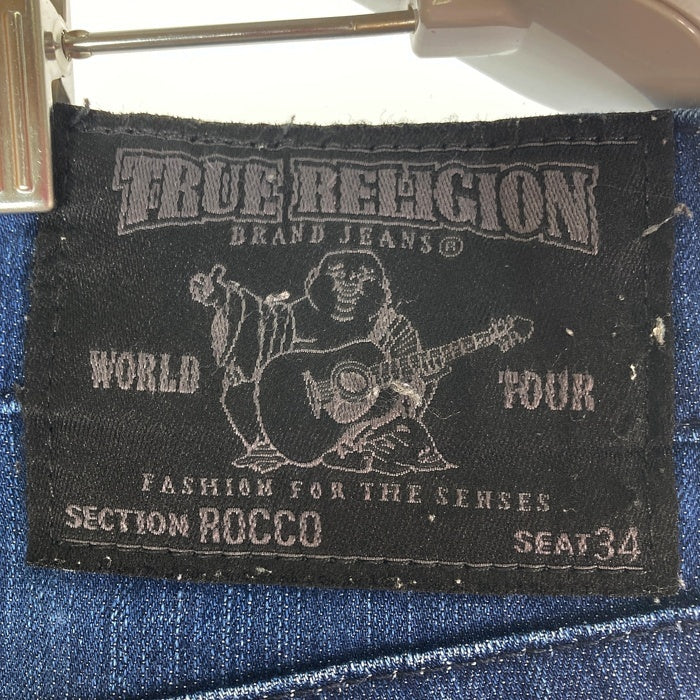 TRUE RELIGION
BRAND JEANS®
WORLD TOUR
FASHION FOR THE SENSES
SECTION ROCCO SEAT 34